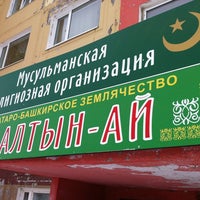 Мусульманская
религиозная организация
ТАТАРО-БАШКИРСКОЕ ЗЕМЛЯЧЕСТВО
АЛТЫН-АЙ